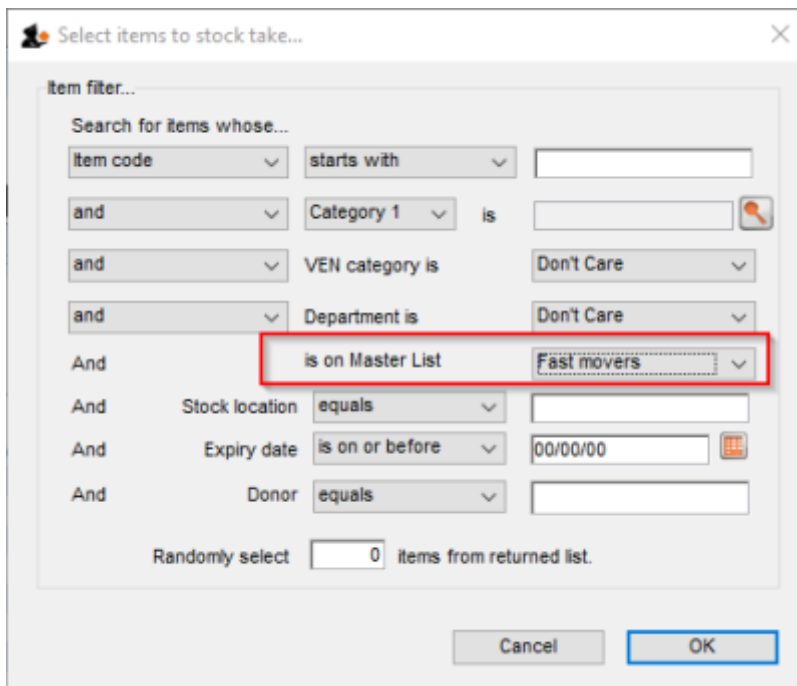 Select items to stock take...
Item filter...
Search for items whose...
Item code starts with
and Category 1 is
and VEN category is Don't Care
and Department is Don't Care
And is on Master List Fast movers
And Stock location equals
And Expiry date is on or before 00/00/00
And Donor equals
Randomly select 0 items from returned list.
Cancel OK